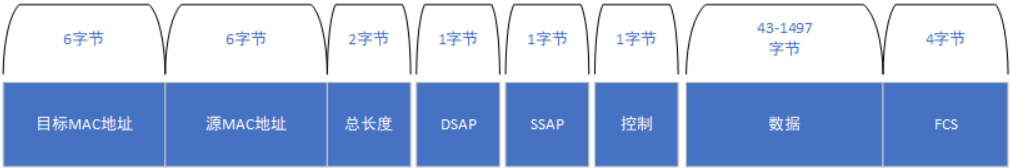 6字节
6字节
2字节
1字节
1字节
1字节
43-1497
字节
4字节
目标MAC地址
源MAC地址
总长度
DSAP
SSAP
控制
数据
FCS